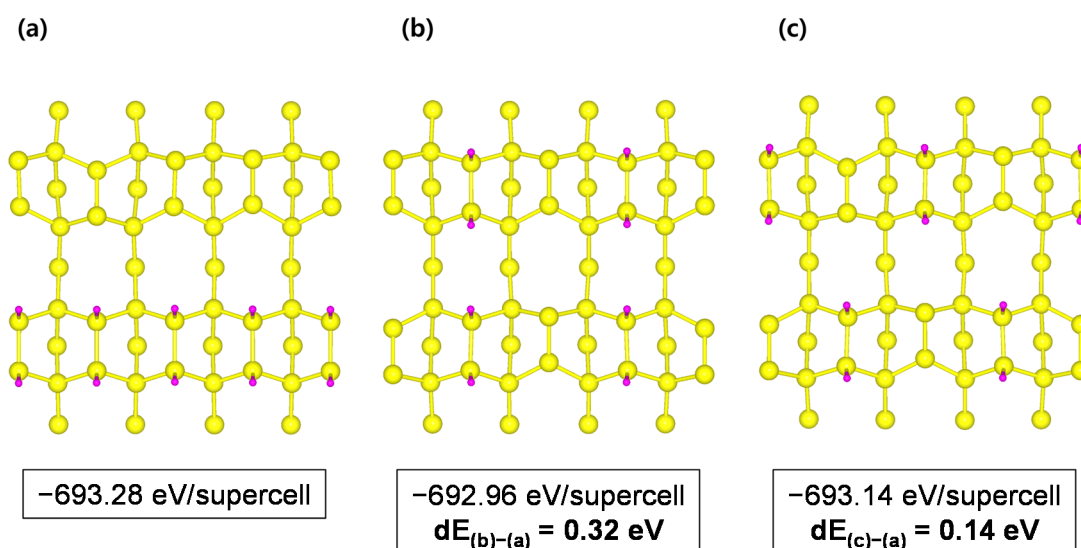 (a)
(b)
(c)
−693.28 eV/supercell
−692.96 eV/supercell
dE(b)−(a) = 0.32 eV
−693.14 eV/supercell
dE(c)−(a) = 0.14 eV